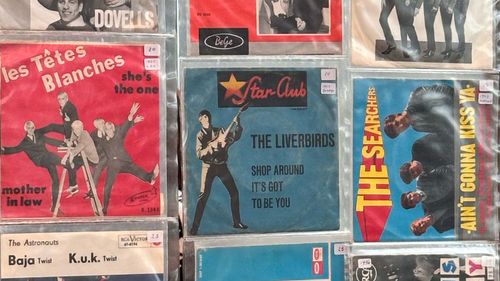 DOVELLS
BelGe
les Têtes
Blanches
she's
the one
mother
in law
Star-Club
THE LIVERBIRDS
SHOP AROUND
IT'S GOT
TO BE YOU
THE SEARCHERS
AIN'T GONNA KISS YA
The Astronauts
Baja Twist K.u.k. Twist
RCA VICTOR